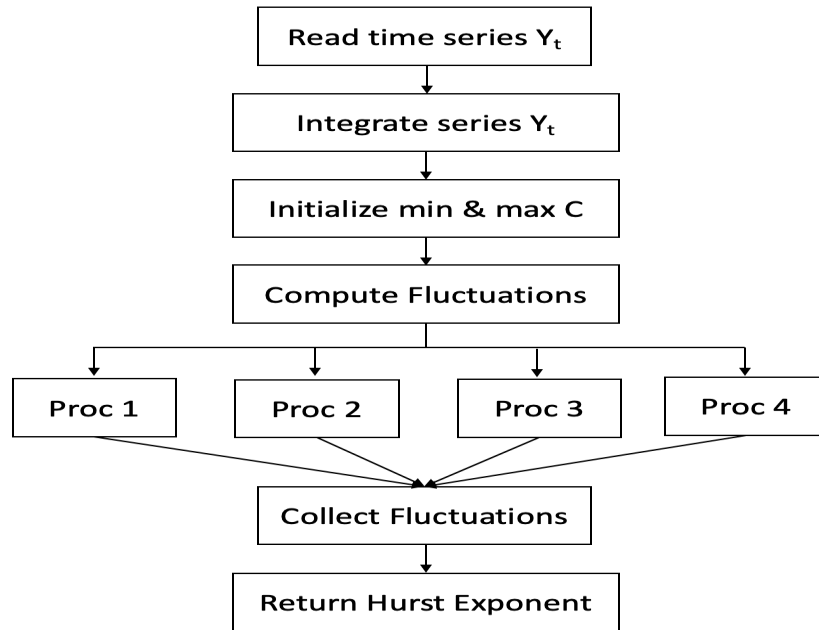 Read time series Yₜ
Integrate series Yₜ
Initialize min & max C
Compute Fluctuations
Proc 1
Proc 2
Proc 3
Proc 4
Collect Fluctuations
Return Hurst Exponent